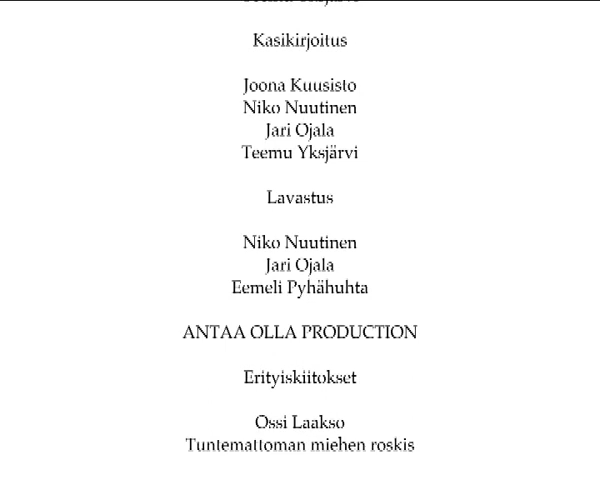 Kasikirjoitus
Joona Kuusisto
Niko Nuutinen
Jari Ojala
Teemu Yksjärvi
Lavastus
Niko Nuutinen
Jari Ojala
Eemeli Pyhähuhta
ANTAA OLLA PRODUCTION
Erityiskiitokset
Ossi Laakso
Tuntemattoman miehen roskis